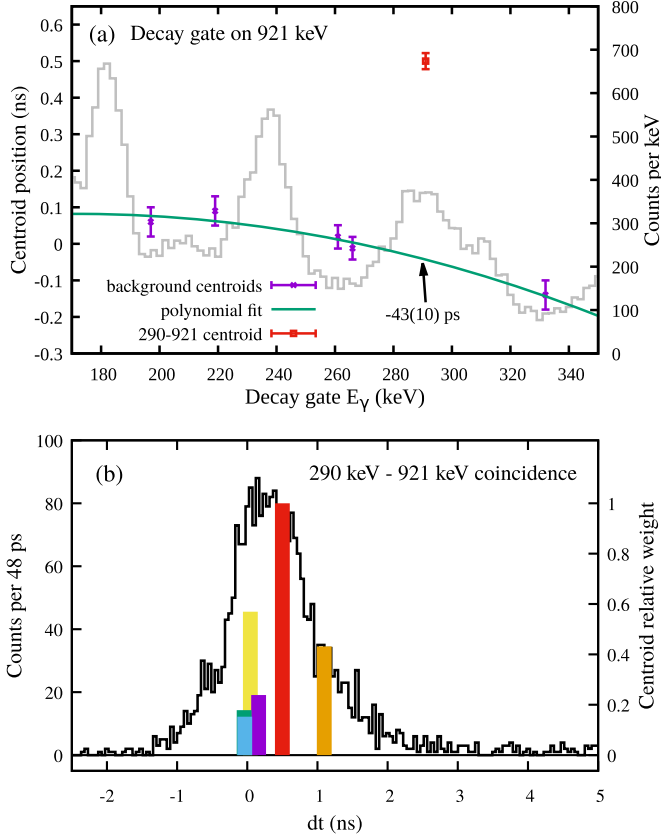 (a) Decay gate on 921 keV
Centroid position (ns)
0.6
0.5
0.4
0.3
0.2
0.1
0
-0.1
-0.2
-0.3
800
700
600
500
400
300
200
100
0
Counts per keV
background centroids
polynomial fit
290-921 centroid
-43(10) ps
180 200 220 240 260 280 300 320 340
Decay gate Eγ (keV)
(b) 290 keV - 921 keV coincidence
Counts per 48 ps
100
80
60
40
20
0
1
0.8
0.6
0.4
0.2
0
Centroid relative weight
-2 -1 0 1 2 3 4 5
dt (ns)